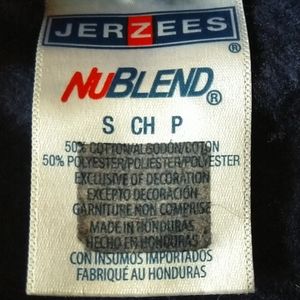 JERZEES®
NUBLEND®
S CH P
50% COTTON/ALGODÓN/COTON
50% POLYESTER/POLIESTER/POLYESTER
EXCLUSIVE OF DECORATION
EXCEPTO DECORACIÓN
GARNITURE NON COMPRISE
MADE IN HONDURAS
HECHO EN HONDURAS
CON INSUMOS IMPORTADOS
FABRIQUÉ AU HONDURAS